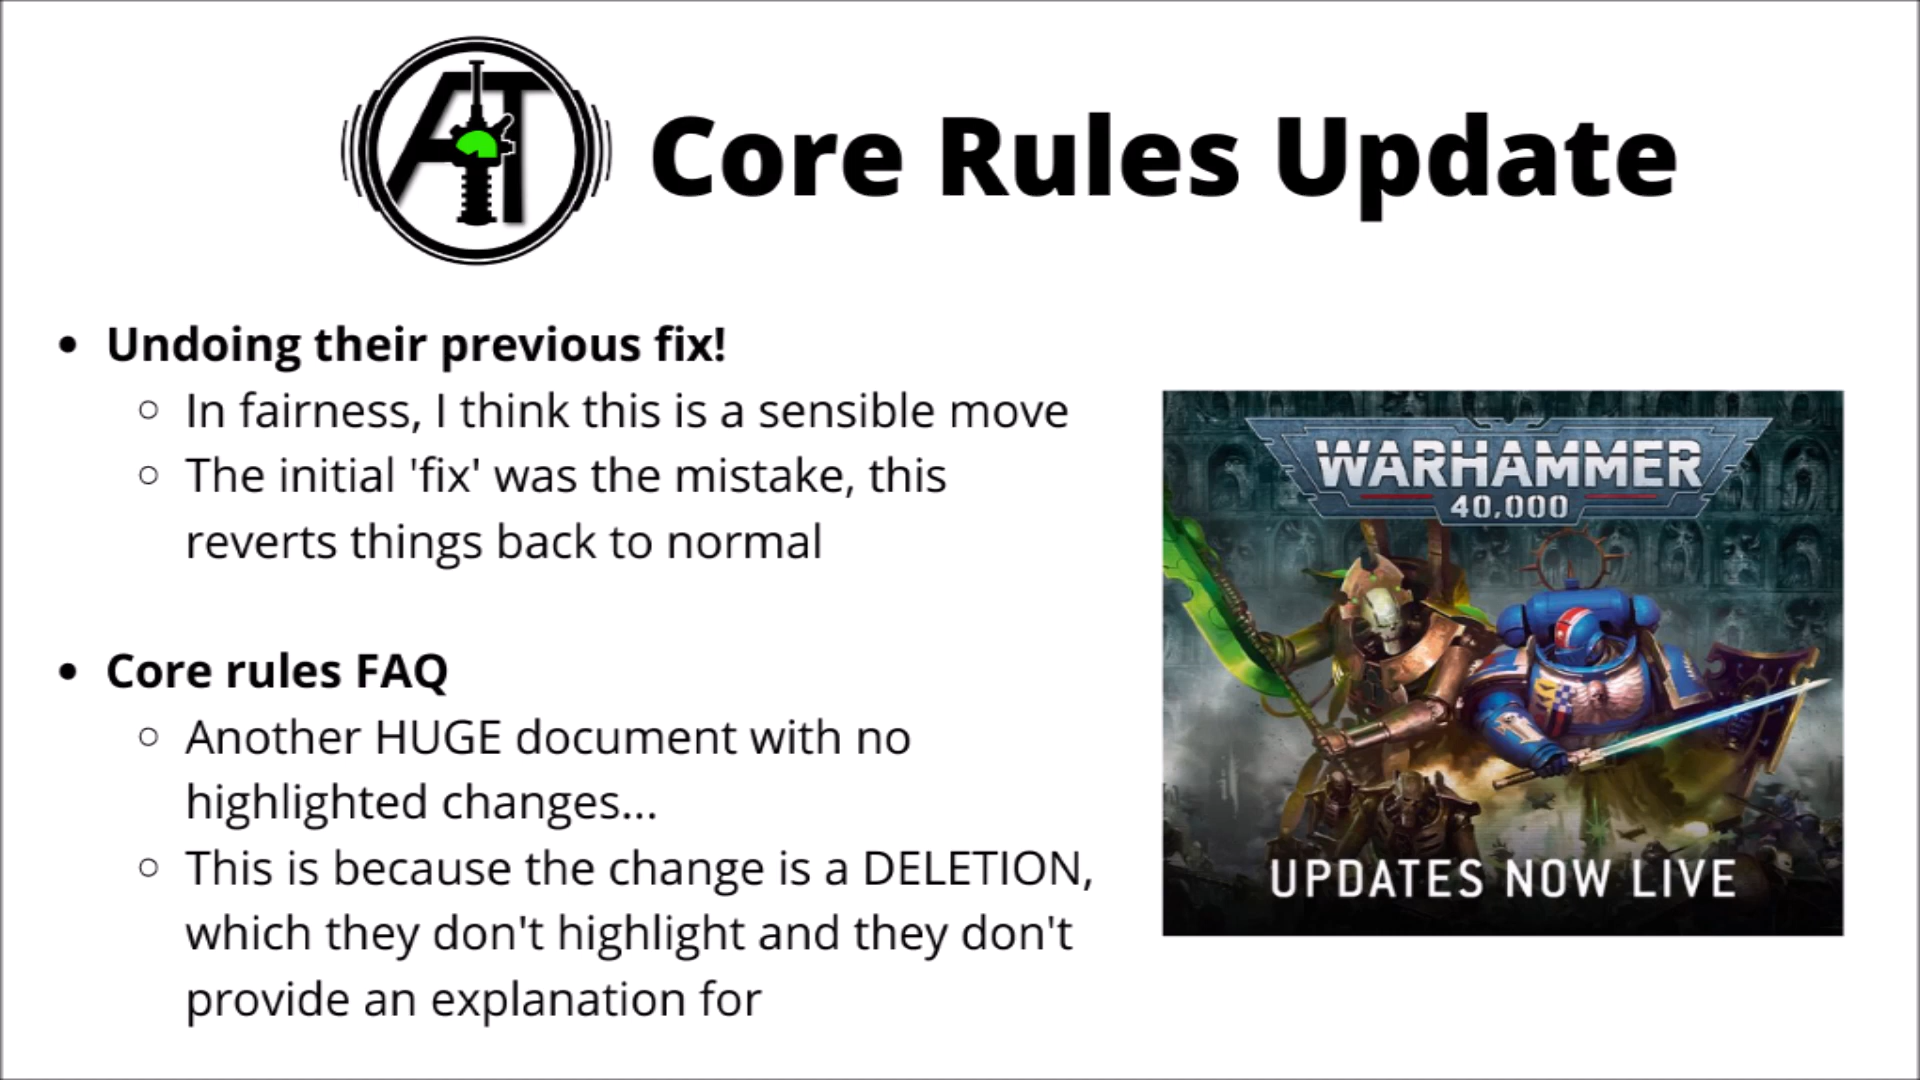 AT
Core Rules Update
• Undoing their previous fix!
○ In fairness, I think this is a sensible move
○ The initial 'fix' was the mistake, this
reverts things back to normal
• Core rules FAQ
○ Another HUGE document with no
highlighted changes...
○ This is because the change is a DELETION,
which they don't highlight and they don't
provide an explanation for
WARHAMMER
40,000
UPDATES NOW LIVE